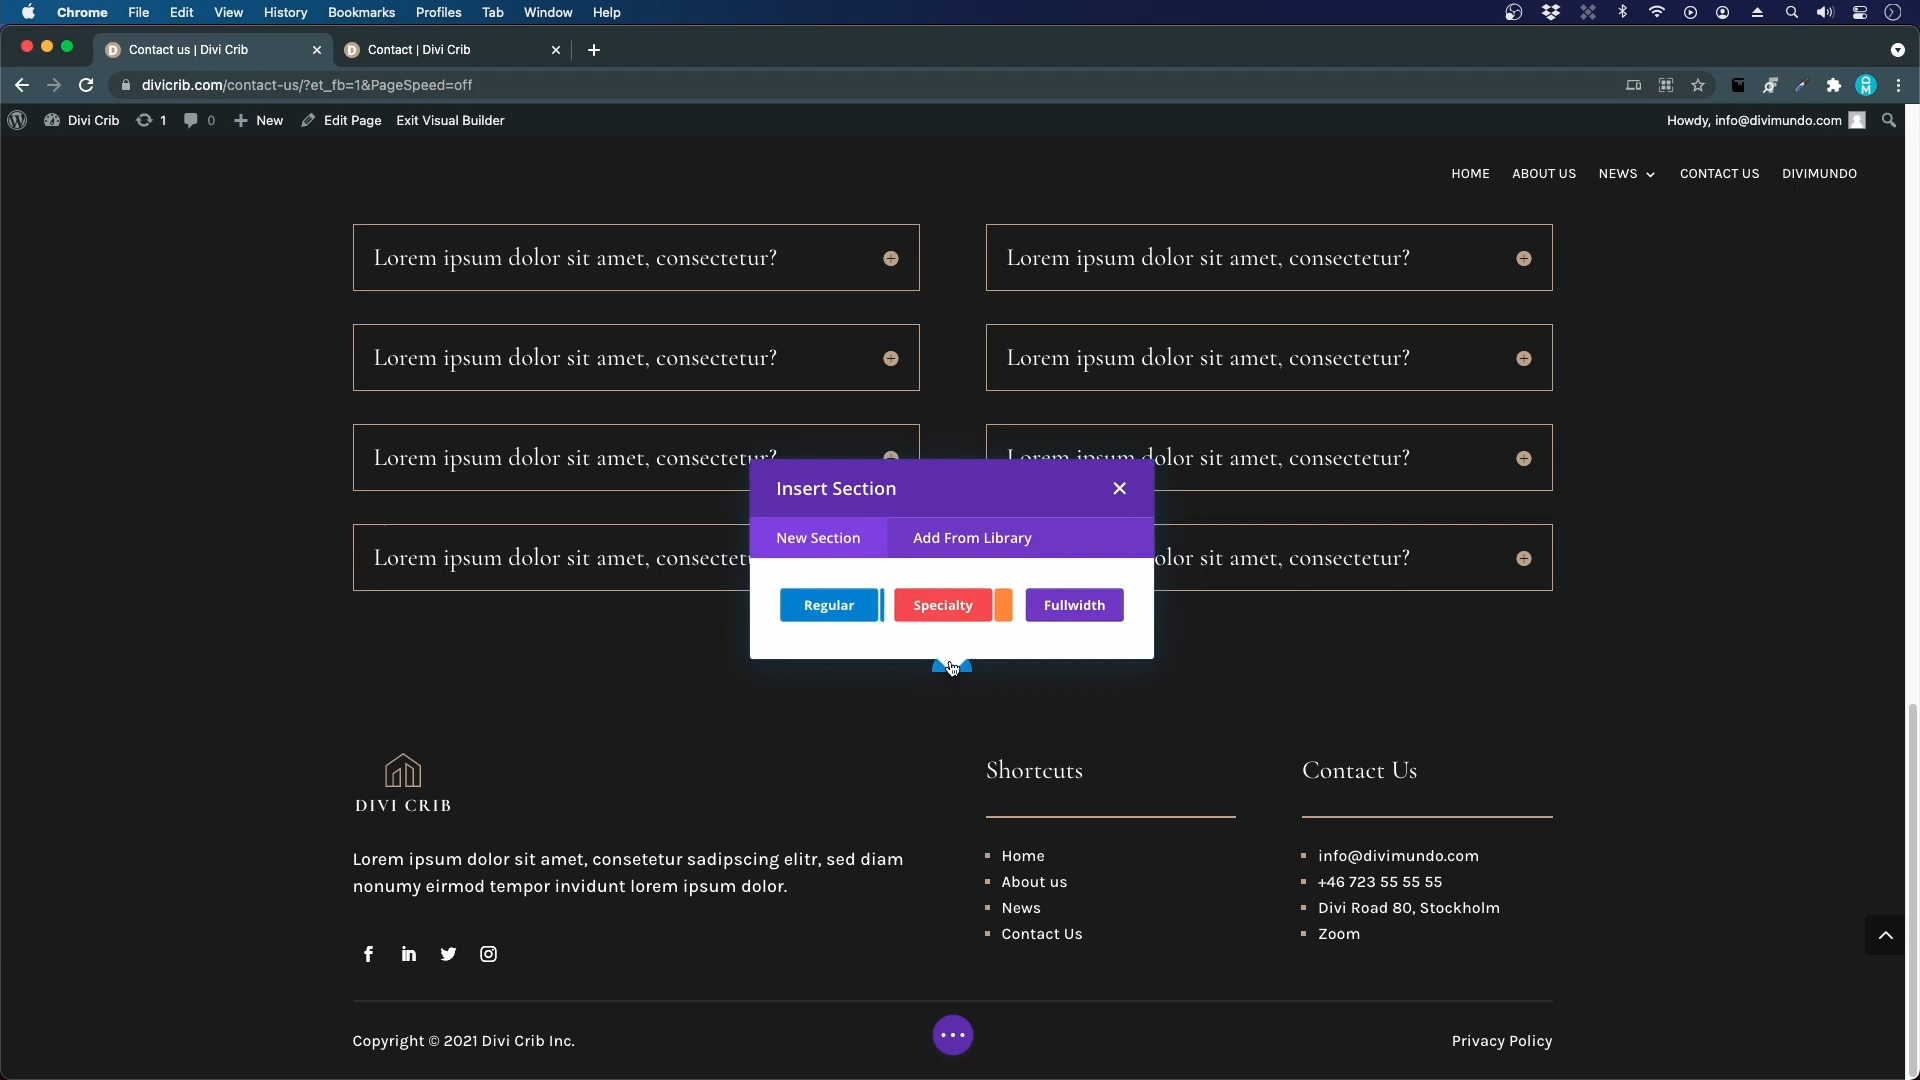 Chrome File Edit View History Bookmarks Profiles Tab Window Help
Contact us | Divi Crib
Contact | Divi Crib
divicrib.com/contact-us/?et_fb=1&PageSpeed=off
Divi Crib 1 0 New Edit Page Exit Visual Builder
Howdy, info@divimundo.com
HOME ABOUT US NEWS CONTACT US DIVIMUNDO
Lorem ipsum dolor sit amet, consectetur?
Lorem ipsum dolor sit amet, consectetur?
Lorem ipsum dolor sit amet, consectetur?
Lorem ipsum dolor sit amet, consectetur?
Lorem ipsum dolor sit amet, consectetur?
Lorem ipsum dolor sit amet, consectetur?
Lorem ipsum dolor sit amet, consectet
olor sit amet, consectetur?
Insert Section
New Section
Add From Library
Regular
Specialty
Fullwidth
DIVI CRIB
Lorem ipsum dolor sit amet, consetetur sadipscing elitr, sed diam
nonumy eirmod tempor invidunt lorem ipsum dolor.
Shortcuts
Home
About us
News
Contact Us
Contact Us
info@divimundo.com
+46 723 55 55 55
Divi Road 80, Stockholm
Zoom
Copyright © 2021 Divi Crib Inc.
Privacy Policy